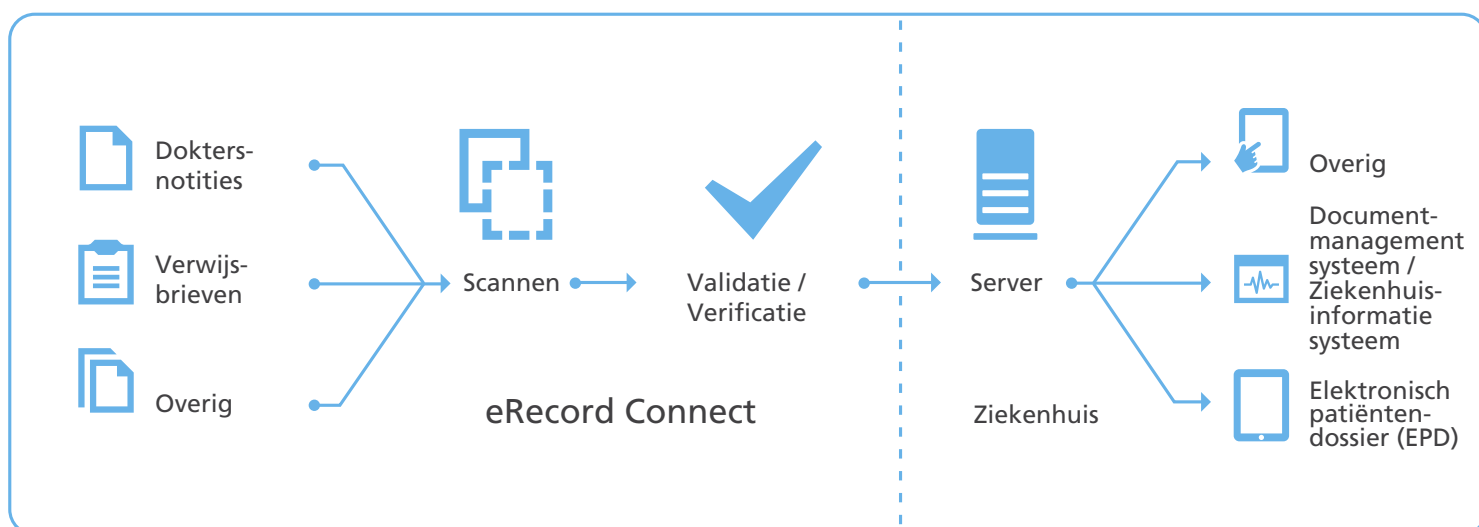 Dokters-
notities
Verwijs-
brieven
Overig
Scannen
Validatie /
Verificatie
eRecord Connect
Server
Ziekenhuis
Overig
Document-
management
systeem /
Ziekenhuis-
informatie
systeem
Elektronisch
patiënten-
dossier (EPD)